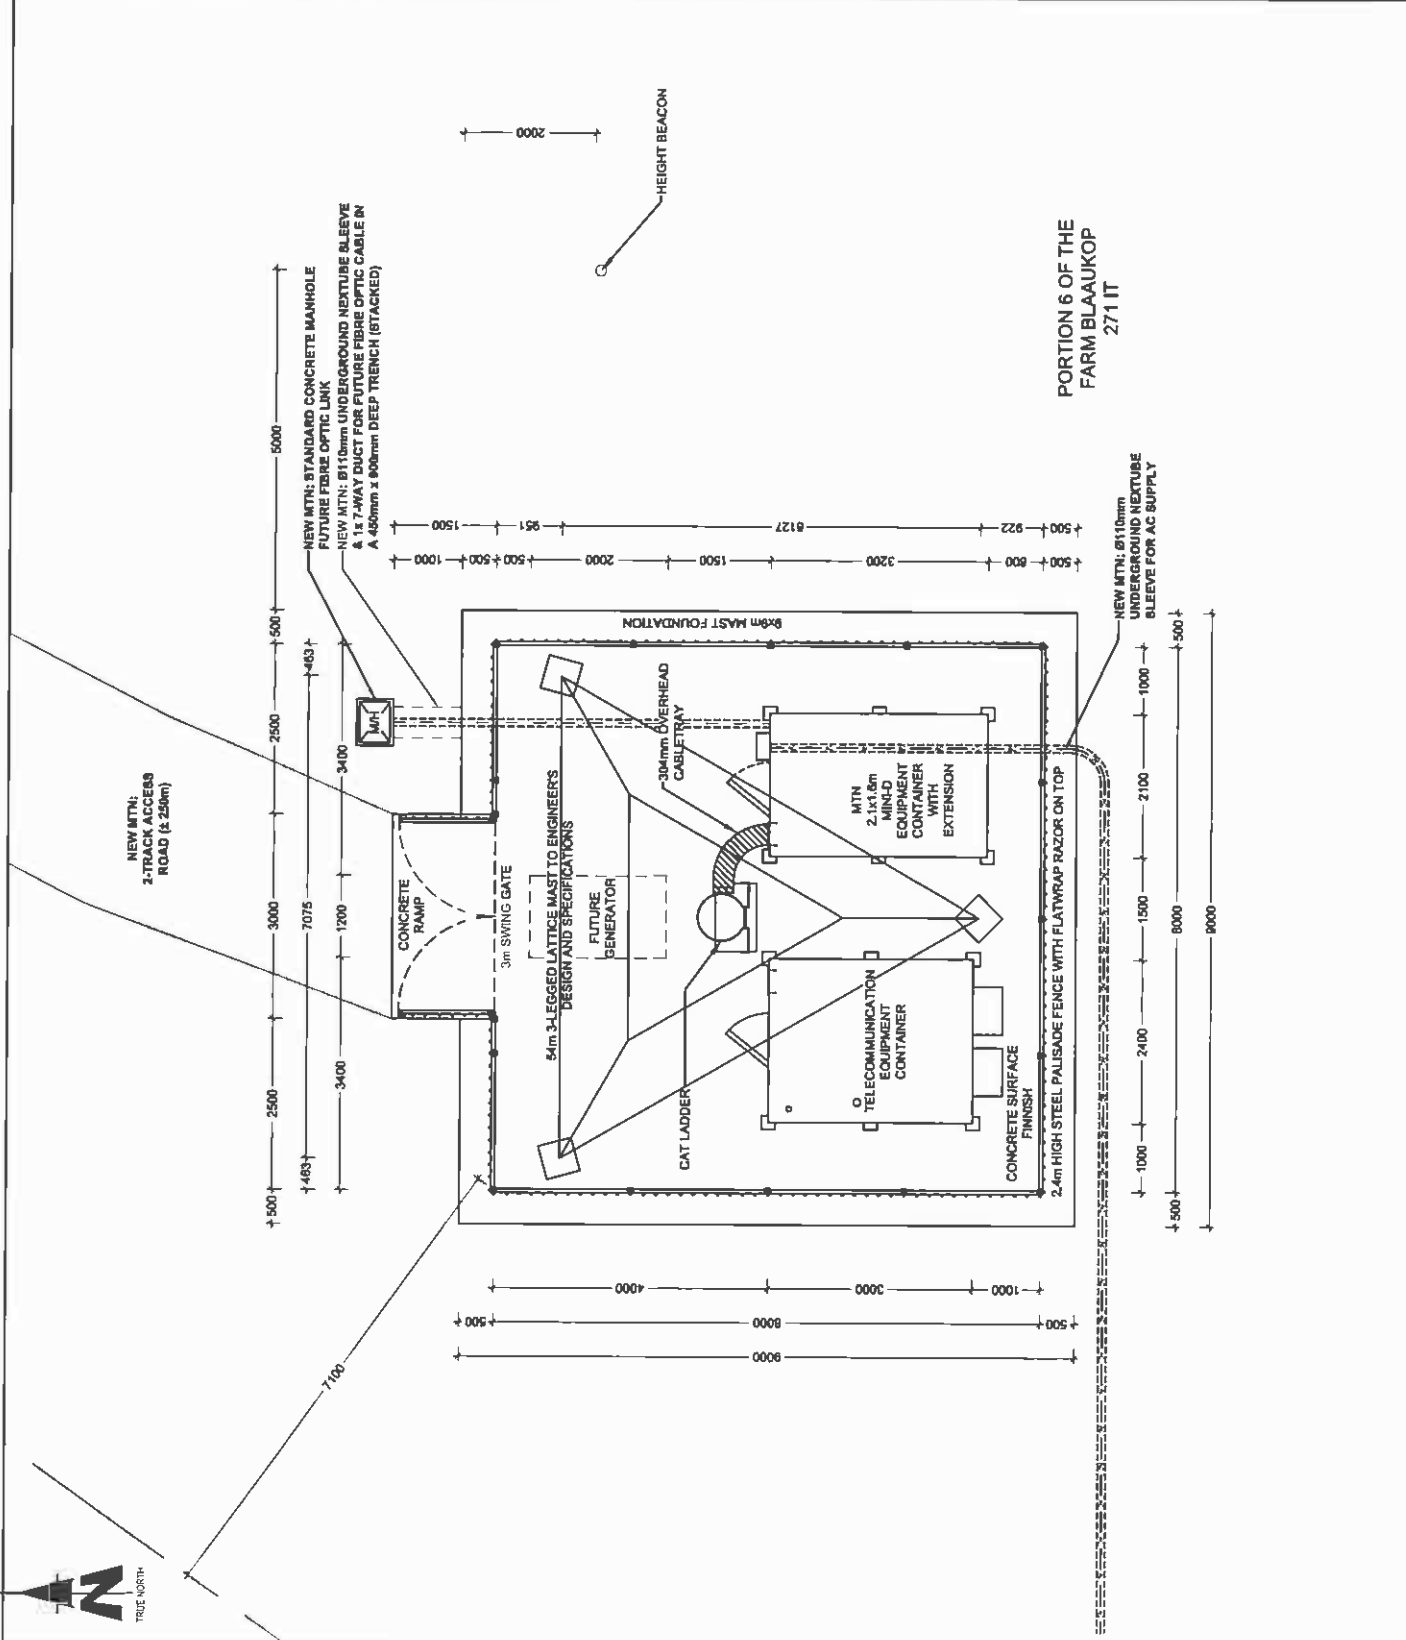 TRUE NORTH
NEW MTN:
2-TRACK ACCESS
ROAD (± 250m)
NEW MTN: STANDARD CONCRETE MANHOLE
FUTURE FIBRE OPTIC LINK
NEW MTN: Ø110mm UNDERGROUND NEXTUBE SLEEVE
& 1 x 7-WAY DUCT FOR FUTURE FIBRE OPTIC CABLE IN
A 450mm x 900mm DEEP TRENCH (STACKED)
HEIGHT BEACON
2000
500
2500
3000
2500
500
5000
463
7075
463
3400
1200
3400
M/H
CONCRETE
RAMP
3m SWING GATE
54m 3-LEGGED LATTICE MAST TO ENGINEER'S
DESIGN AND SPECIFICATIONS
FUTURE
GENERATOR
304mm OVERHEAD
CABLETRAY
CAT LADDER
9x9m MAST FOUNDATION
MTN
2.1x1.6m
MINI-D
EQUIPMENT
CONTAINER
WITH
EXTENSION
TELECOMMUNICATION
EQUIPMENT
CONTAINER
CONCRETE SURFACE
FINNISH
2.4m HIGH STEEL PALISADE FENCE WITH FLATWRAP RAZOR ON TOP
1500
951
8127
922
500
1000
500
500
2000
1500
3200
800
500
7100
4000
3000
1000
500
8000
500
9000
1000
2400
1500
2100
1000
500
8000
500
9000
NEW MTN: Ø110mm
UNDERGROUND NEXTUBE
SLEEVE FOR AC SUPPLY
PORTION 6 OF THE
FARM BLAAUKOP
271 IT